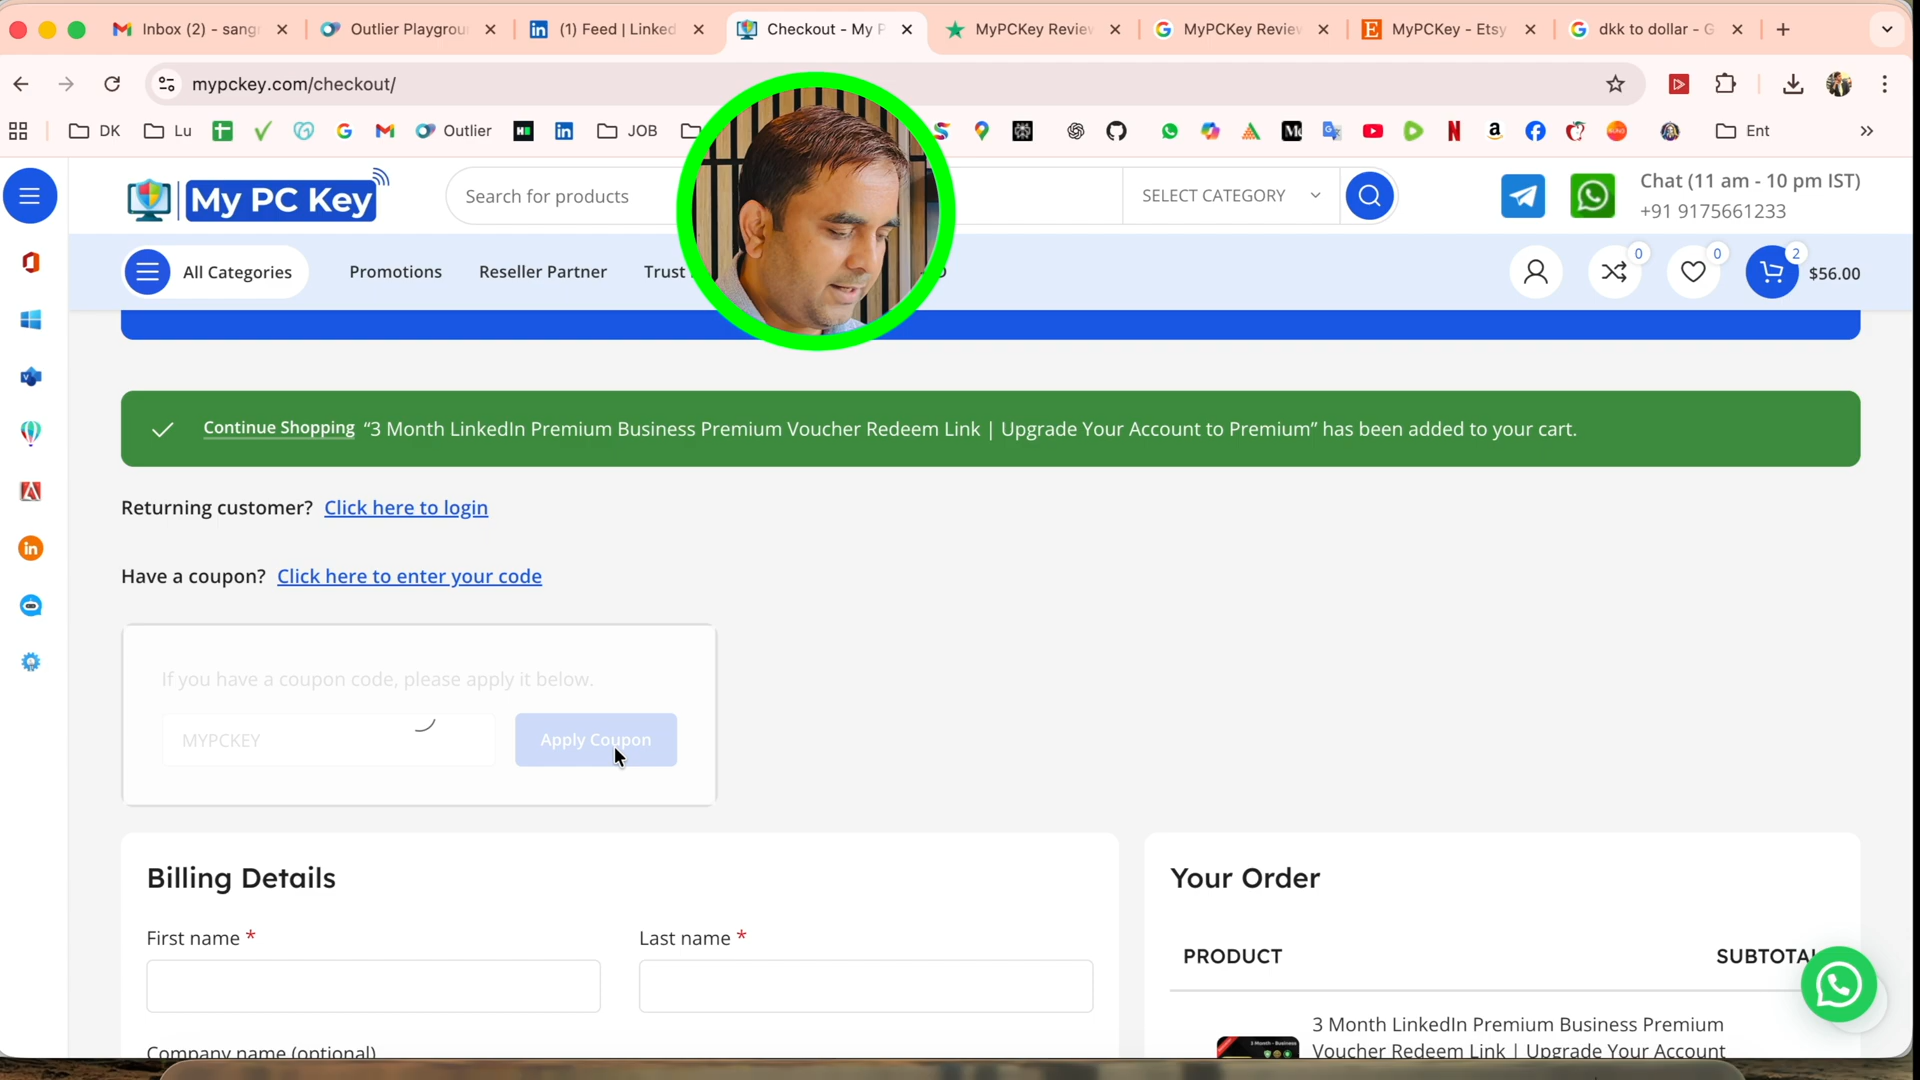 Inbox (2) - sang
Outlier Playgrou
(1) Feed | Linked
Checkout - My P
MyPCKey Review
MyPCKey Review
MyPCKey - Etsy
dkk to dollar - G
mypckey.com/checkout/
DK
Lu
Outlier
JOB
Ent
My PC Key
Search for products
SELECT CATEGORY
Chat (11 am - 10 pm IST)
+91 9175661233
All Categories
Promotions
Reseller Partner
Trust
0
0
2
$56.00
Continue Shopping “3 Month LinkedIn Premium Business Premium Voucher Redeem Link | Upgrade Your Account to Premium” has been added to your cart.
Returning customer? Click here to login
Have a coupon? Click here to enter your code
If you have a coupon code, please apply it below.
MYPCKEY
Apply Coupon
Billing Details
First name *
Last name *
Company name (optional)
Your Order
PRODUCT
SUBTOTAL
3 Month LinkedIn Premium Business Premium
Voucher Redeem Link | Upgrade Your Account